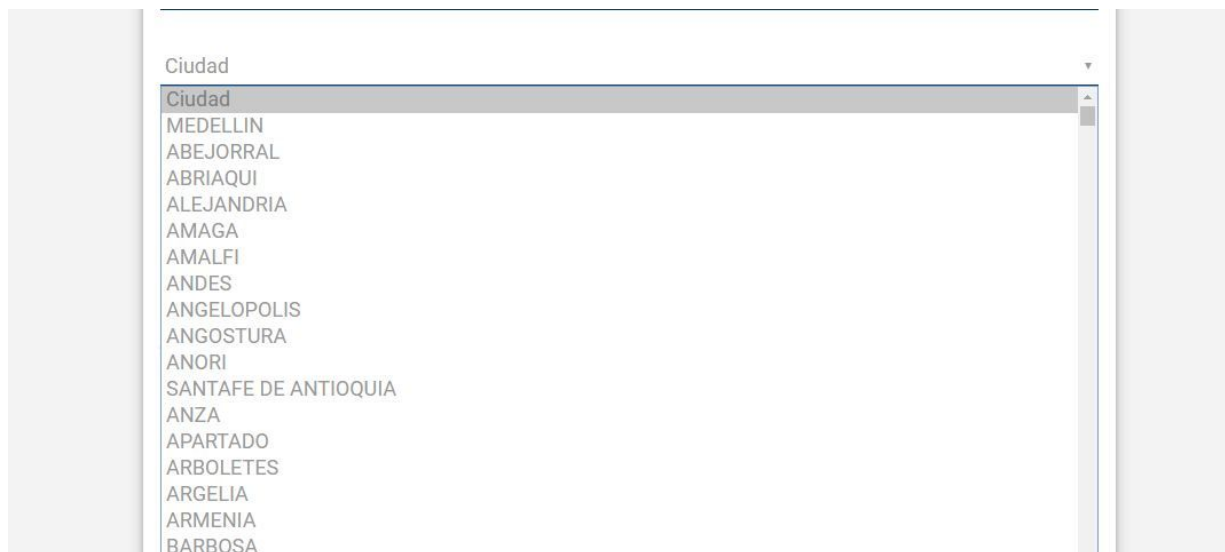 Ciudad
Ciudad
MEDELLIN
ABEJORRAL
ABRIAQUI
ALEJANDRIA
AMAGA
AMALFI
ANDES
ANGELOPOLIS
ANGOSTURA
ANORI
SANTAFE DE ANTIOQUIA
ANZA
APARTADO
ARBOLETES
ARGELIA
ARMENIA
BARBOSA